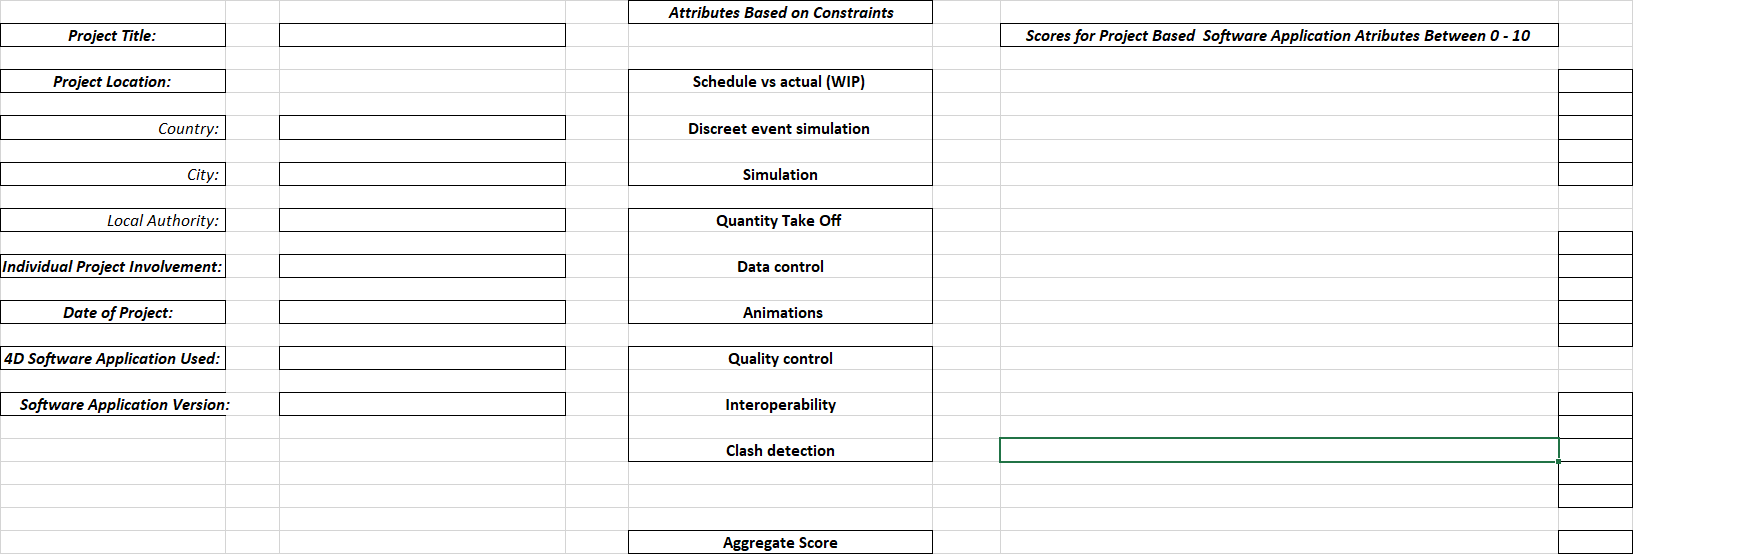 Attributes Based on Constraints
Project Title:
Scores for Project Based  Software Application Atributes Between 0 - 10
Project Location:
Schedule vs actual (WIP)
Country:
Discreet event simulation
City:
Simulation
Local Authority:
Quantity Take Off
Individual Project Involvement:
Data control
Date of Project:
Animations
4D Software Application Used:
Quality control
Software Application Version:
Interoperability
Clash detection
Aggregate Score